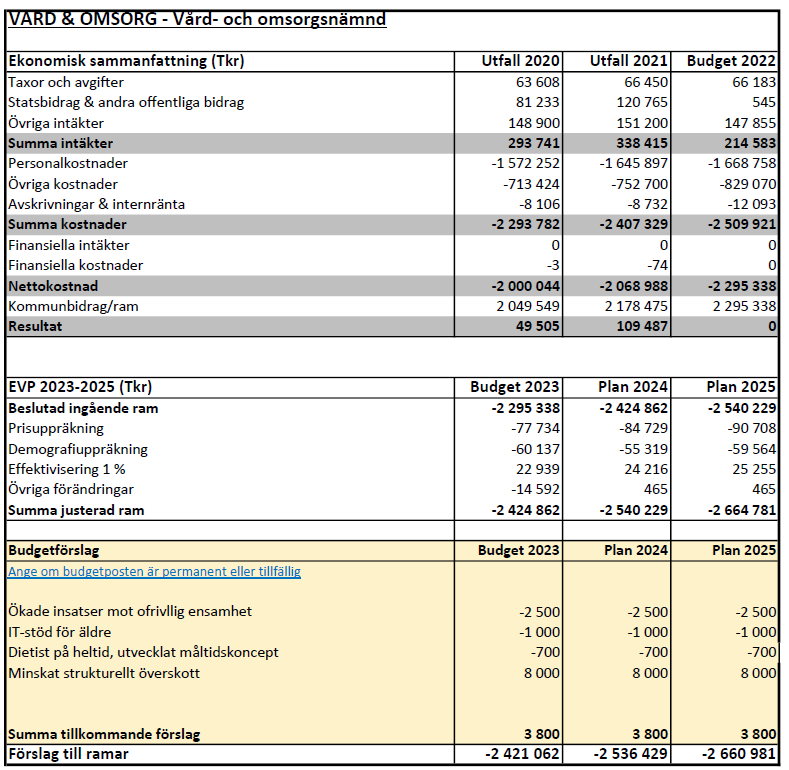 VÅRD & OMSORG - Vård- och omsorgsnämnd
Ekonomisk sammanfattning (Tkr) Utfall 2020 Utfall 2021 Budget 2022
Taxor och avgifter 63 608 66 450 66 183
Statsbidrag & andra offentliga bidrag 81 233 120 765 545
Övriga intäkter 148 900 151 200 147 855
Summa intäkter 293 741 338 415 214 583
Personalkostnader -1 572 252 -1 645 897 -1 668 758
Övriga kostnader -713 424 -752 700 -829 070
Avskrivningar & internränta -8 106 -8 732 -12 093
Summa kostnader -2 293 782 -2 407 329 -2 509 921
Finansiella intäkter 0 0 0
Finansiella kostnader -3 -74 0
Nettokostnad -2 000 044 -2 068 988 -2 295 338
Kommunbidrag/ram 2 049 549 2 178 475 2 295 338
Resultat 49 505 109 487 0
EVP 2023-2025 (Tkr) Budget 2023 Plan 2024 Plan 2025
Beslutad ingående ram -2 295 338 -2 424 862 -2 540 229
Prisuppräkning -77 734 -84 729 -90 708
Demografiuppräkning -60 137 -55 319 -59 564
Effektivisering 1 % 22 939 24 216 25 255
Övriga förändringar -14 592 465 465
Summa justerad ram -2 424 862 -2 540 229 -2 664 781
Budgetförslag Budget 2023 Plan 2024 Plan 2025
Ange om budgetposten är permanent eller tillfällig
Ökade insatser mot ofrivllig ensamhet -2 500 -2 500 -2 500
IT-stöd för äldre -1 000 -1 000 -1 000
Dietist på heltid, utvecklat måltidskoncept -700 -700 -700
Minskat strukturellt överskott 8 000 8 000 8 000
Summa tillkommande förslag 3 800 3 800 3 800
Förslag till ramar -2 421 062 -2 536 429 -2 660 981